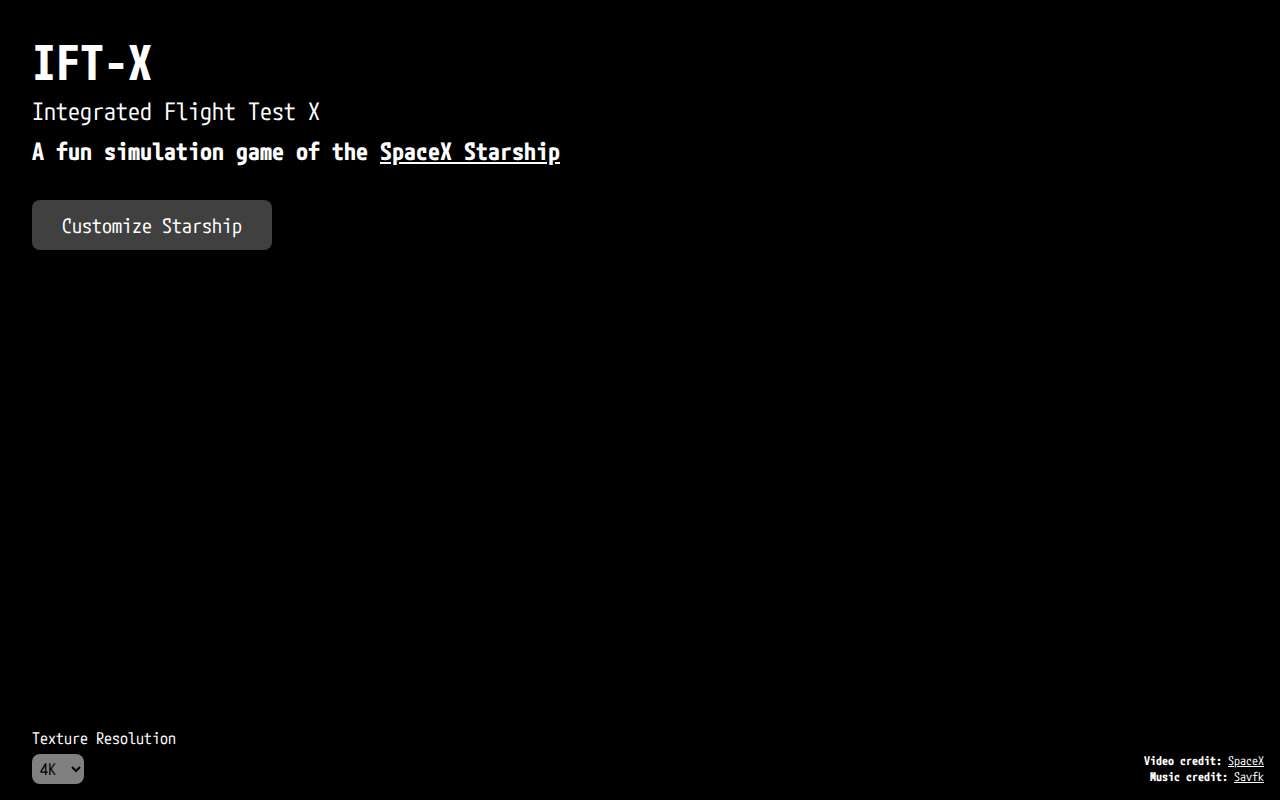 IFT-X
Integrated Flight Test X
A fun simulation game of the SpaceX Starship
Customize Starship
Texture Resolution
4K
Video credit: SpaceX
Music credit: Savfk